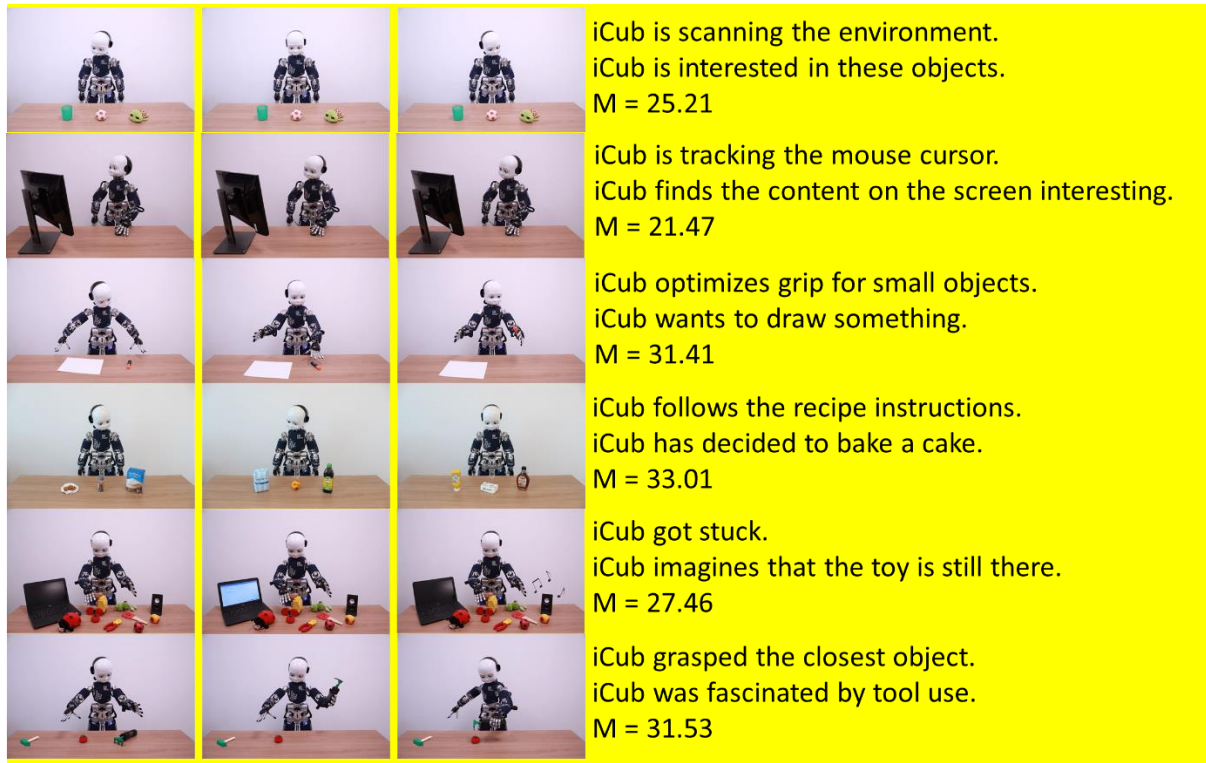 iCub is scanning the environment.
iCub is interested in these objects.
M = 25.21
iCub is tracking the mouse cursor.
iCub finds the content on the screen interesting.
M = 21.47
iCub optimizes grip for small objects.
iCub wants to draw something.
M = 31.41
iCub follows the recipe instructions.
iCub has decided to bake a cake.
M = 33.01
iCub got stuck.
iCub imagines that the toy is still there.
M = 27.46
iCub grasped the closest object.
iCub was fascinated by tool use.
M = 31.53